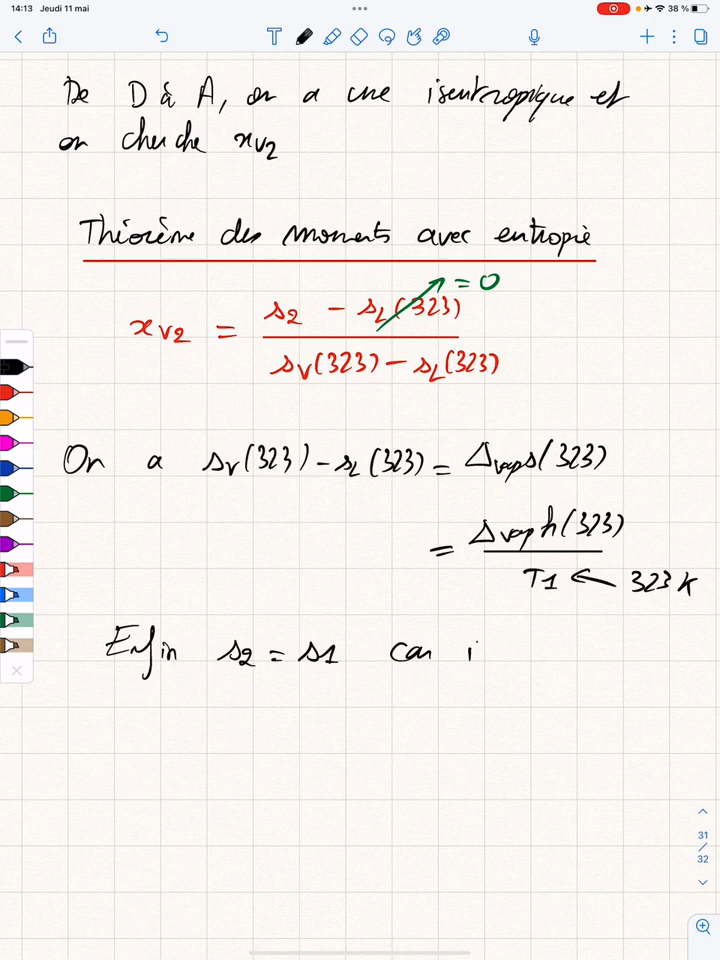 14:13 Jeudi 11 mai
38 %
De D à A, on a une isentropique et
on cherche xv2
Théorème des moments avec entropie
= 0
xv2 = (s2 - sL(323)) / (sV(323) - sL(323))
On a sV(323) - sL(323) = Δvap s(323)
= Δvap h(323) / T1 ← 323 K
Enfin s2 = s1 car i
31
/
32